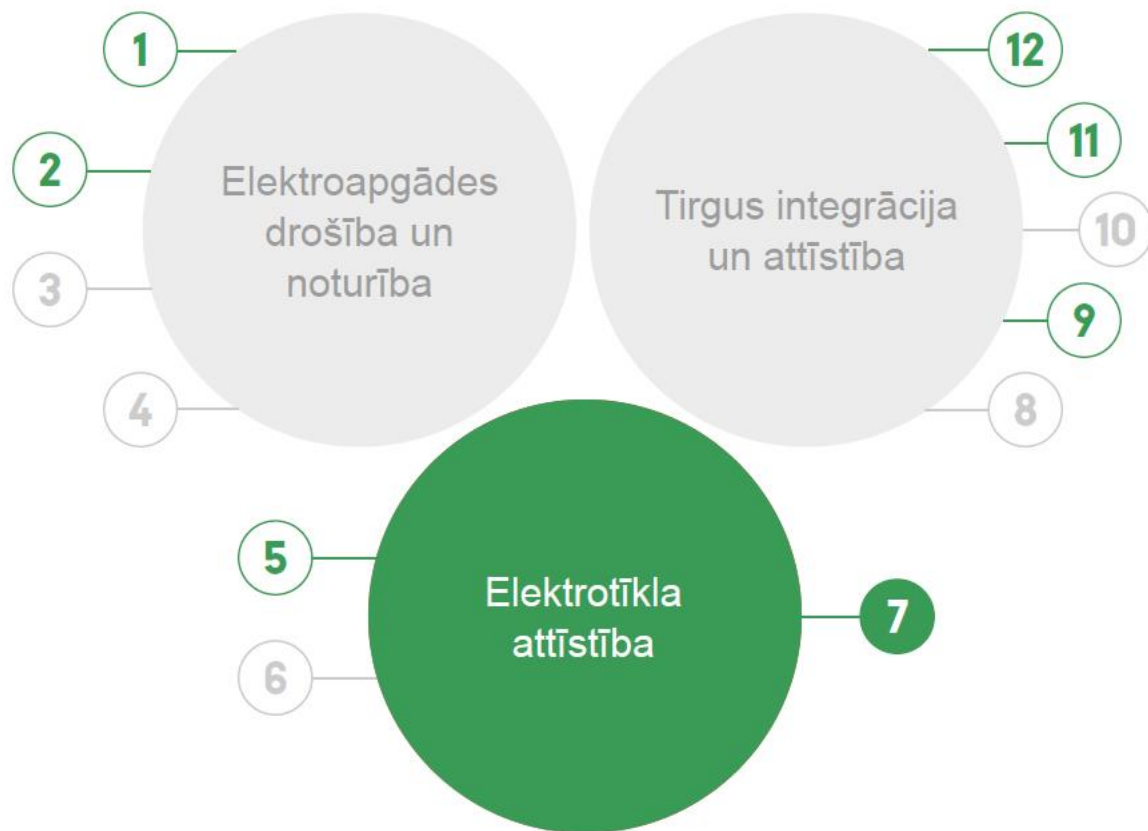 1
2
3
4
Elektroapgādes
drošība un
noturība
12
11
10
9
8
Tirgus integrācija
un attīstība
5
6
7
Elektrotīkla
attīstība